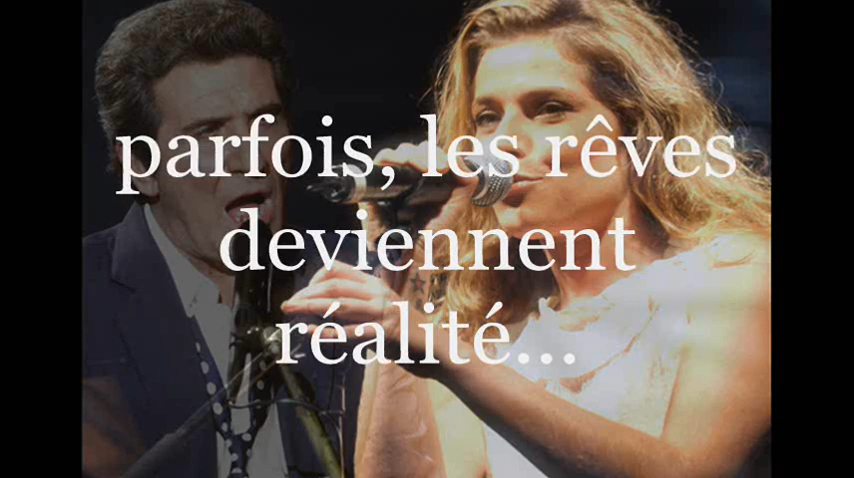 parfois, les rêves
deviennent
réalité...